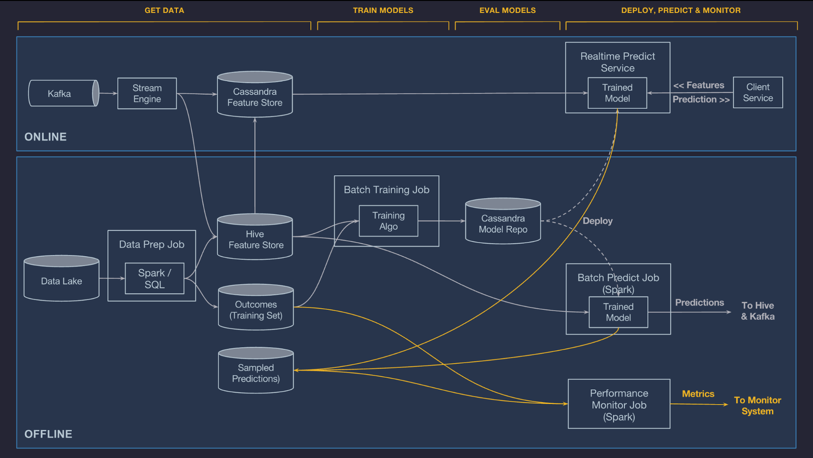 GET DATA
TRAIN MODELS
EVAL MODELS
DEPLOY, PREDICT & MONITOR
Realtime Predict
Service
Kafka
Stream
Engine
Cassandra
Feature Store
Trained
Model
<< Features
Prediction >>
Client
Service
ONLINE
Batch Training Job
Training
Algo
Cassandra
Model Repo
Deploy
Hive
Feature Store
Data Prep Job
Spark /
SQL
Data Lake
Outcomes
(Training Set)
Batch Predict Job
(Spark)
Trained
Model
Predictions
To Hive
& Kafka
Sampled
Predictions)
Performance
Monitor Job
(Spark)
Metrics
To Monitor
System
OFFLINE